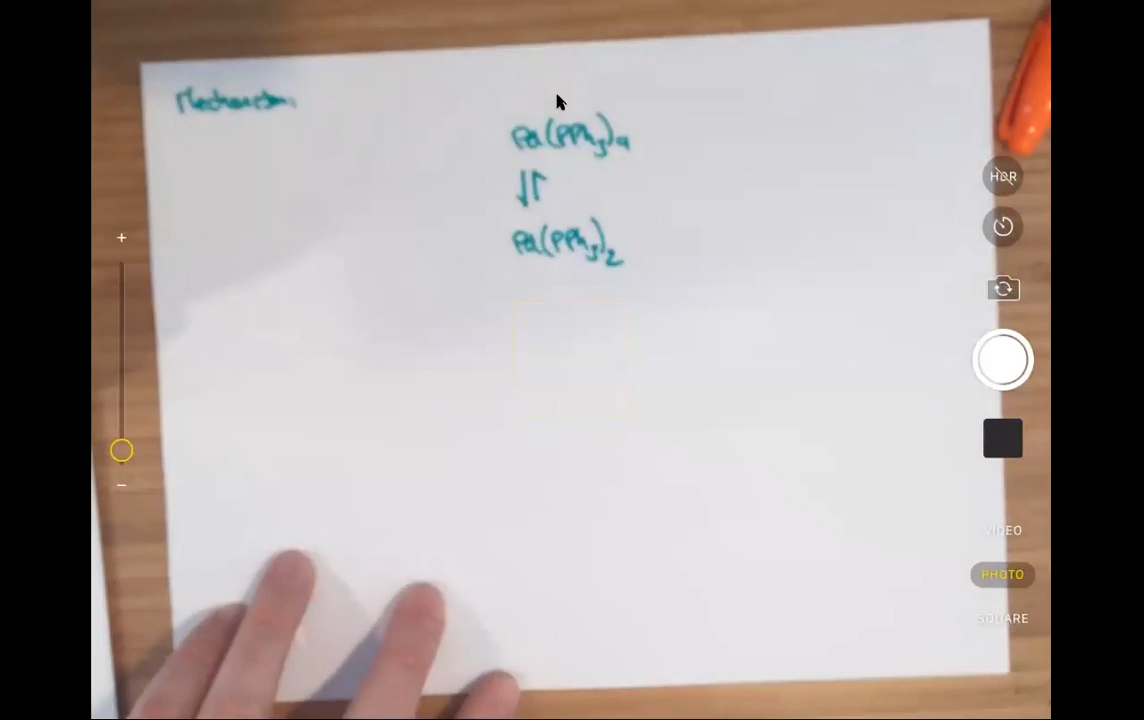 Mechanism
Pd(PPh₃)₄
⇌
Pd(PPh₃)₂
HDR
+
−
VIDEO
PHOTO
SQUARE